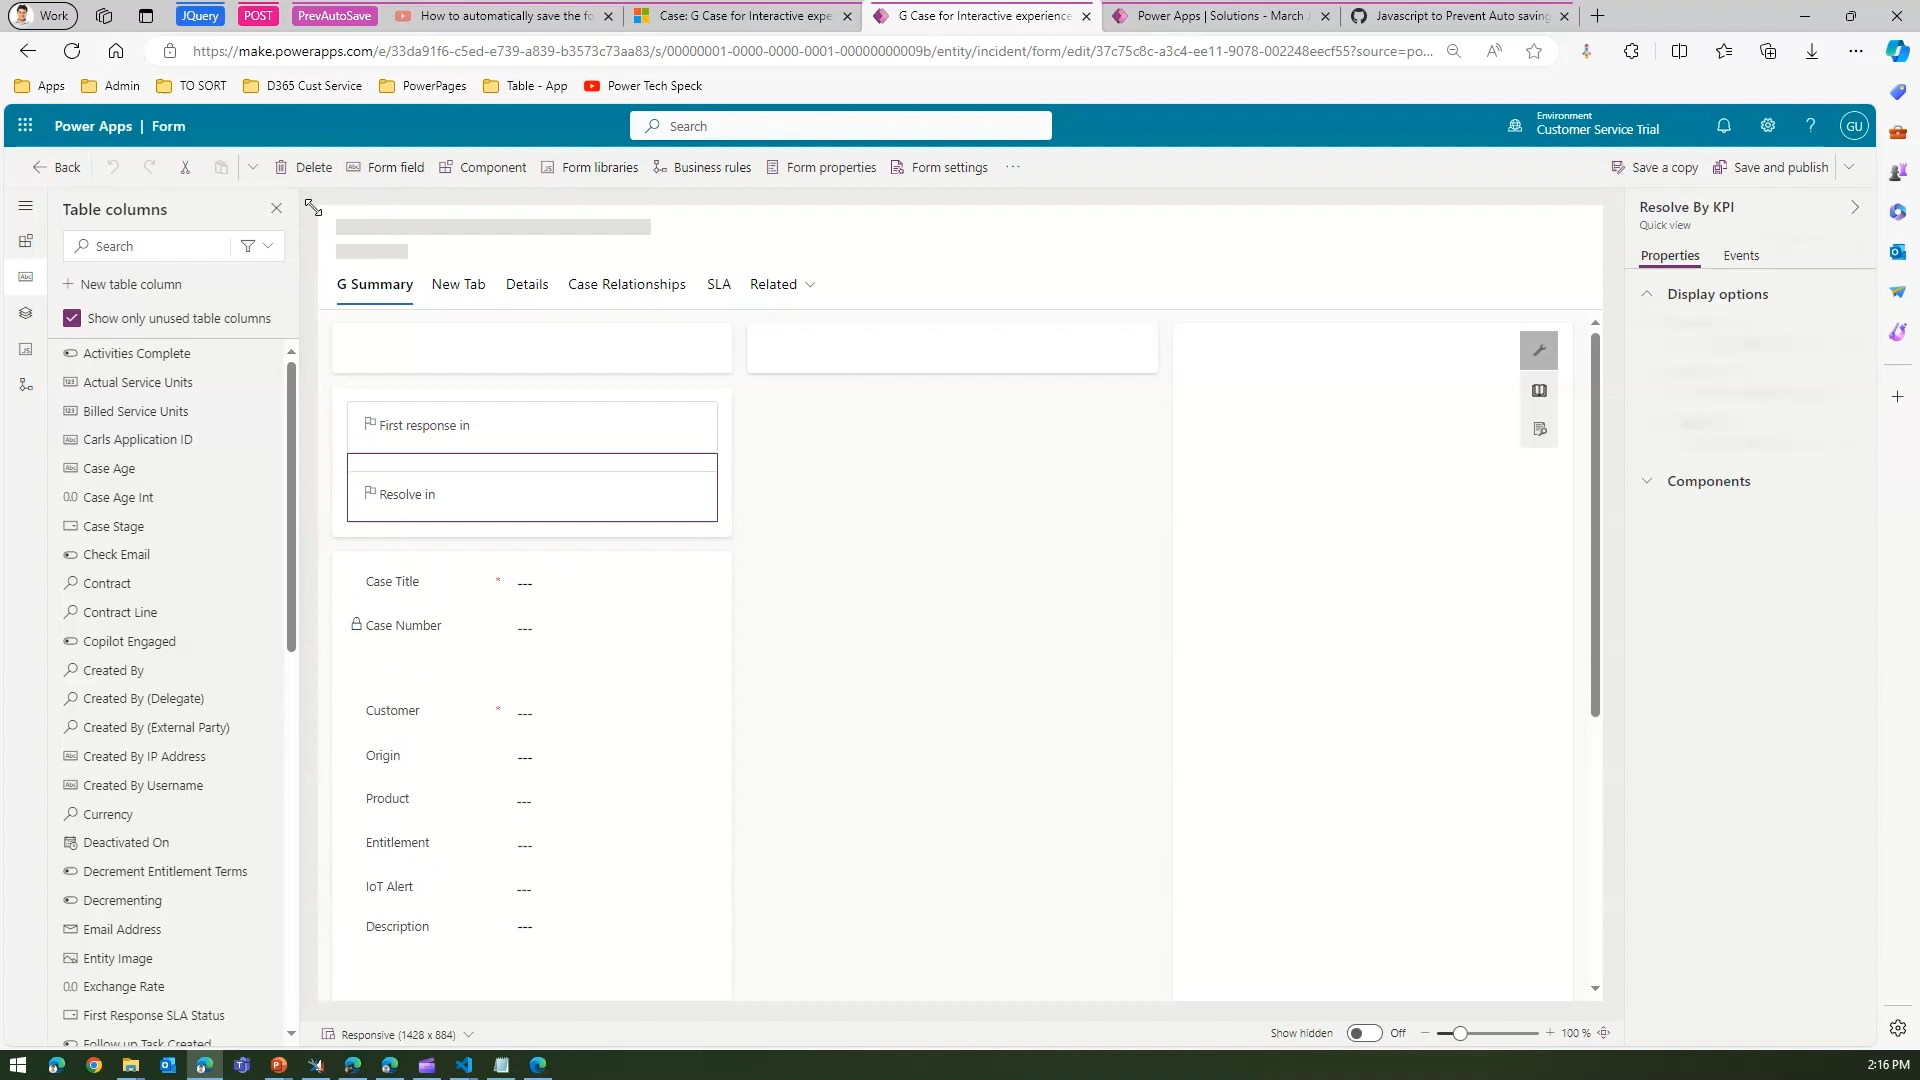 Work
JQuery
POST
PrevAutoSave
How to automatically save the fo
Case: G Case for Interactive expe
G Case for Interactive experience
Power Apps | Solutions - March
Javascript to Prevent Auto saving
https://make.powerapps.com/e/33da91f6-c5ed-e739-a839-b3573c73aa83/s/00000001-0000-0000-0001-00000000009b/entity/incident/form/edit/37c75c8c-a3c4-ee11-9078-002248eecf55?source=po...
Apps
Admin
TO SORT
D365 Cust Service
PowerPages
Table - App
Power Tech Speck
Power Apps | Form
Search
Environment
Customer Service Trial
GU
Back
Delete
Form field
Component
Form libraries
Business rules
Form properties
Form settings
Save a copy
Save and publish
Table columns
Search
New table column
Show only unused table columns
Activities Complete
Actual Service Units
Billed Service Units
Carls Application ID
Case Age
Case Age Int
Case Stage
Check Email
Contract
Contract Line
Copilot Engaged
Created By
Created By (Delegate)
Created By (External Party)
Created By IP Address
Created By Username
Currency
Deactivated On
Decrement Entitlement Terms
Decrementing
Email Address
Entity Image
Exchange Rate
First Response SLA Status
Follow up Task Created
G Summary
New Tab
Details
Case Relationships
SLA
Related
First response in
Resolve in
Case Title * ---
Case Number ---
Customer * ---
Origin ---
Product ---
Entitlement ---
IoT Alert ---
Description ---
Responsive (1428 x 884)
Show hidden
Off
100 %
Resolve By KPI
Quick view
Properties
Events
Display options
Components
2:16 PM